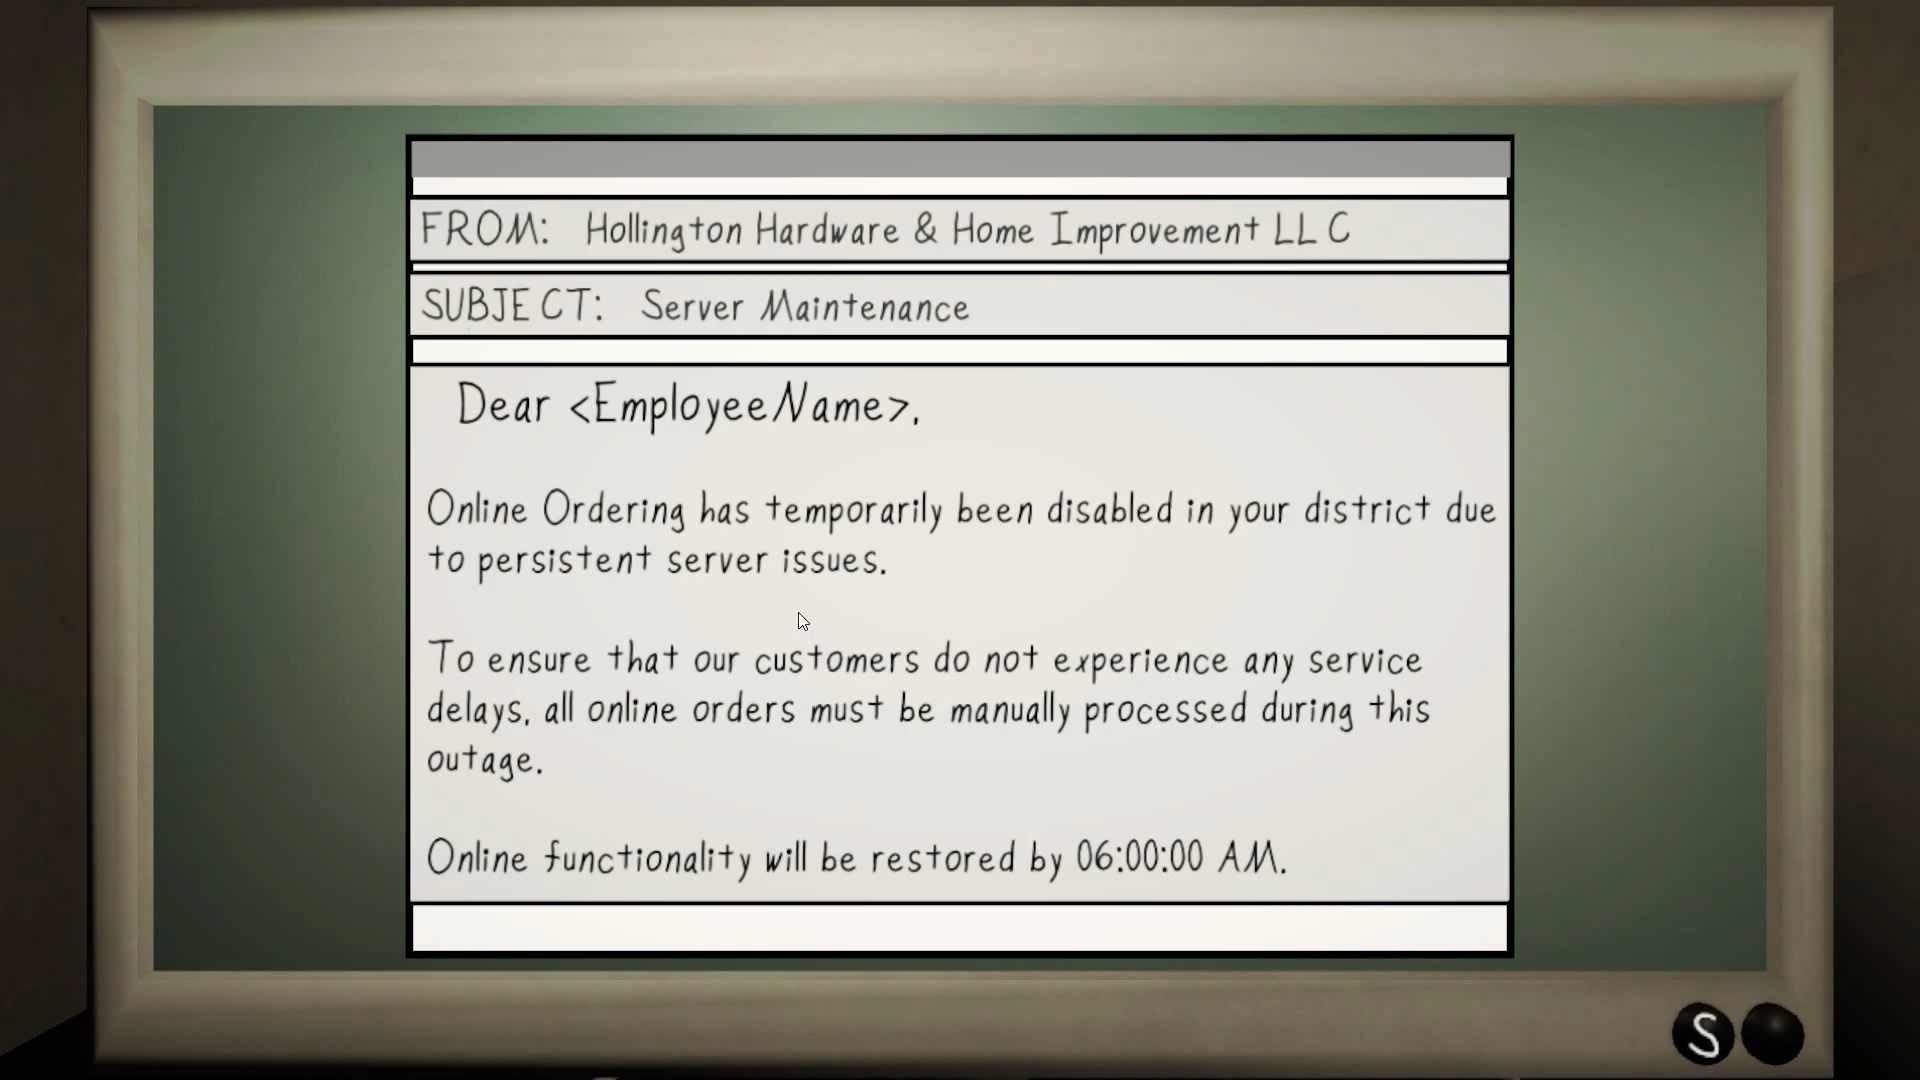 FROM: Hollington Hardware & Home Improvement LLC
SUBJECT: Server Maintenance
Dear <EmployeeName>,
Online Ordering has temporarily been disabled in your district due
to persistent server issues.
To ensure that our customers do not experience any service
delays, all online orders must be manually processed during this
outage.
Online functionality will be restored by 06:00:00 AM.
S